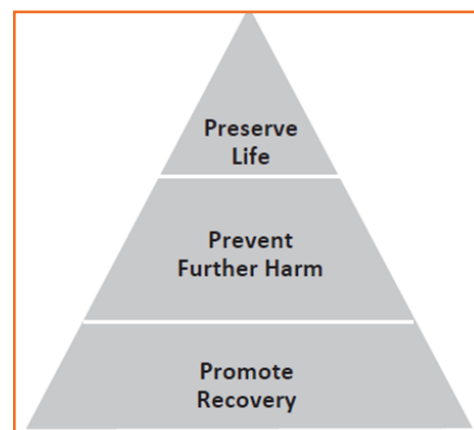 Preserve
Life
Prevent
Further Harm
Promote
Recovery